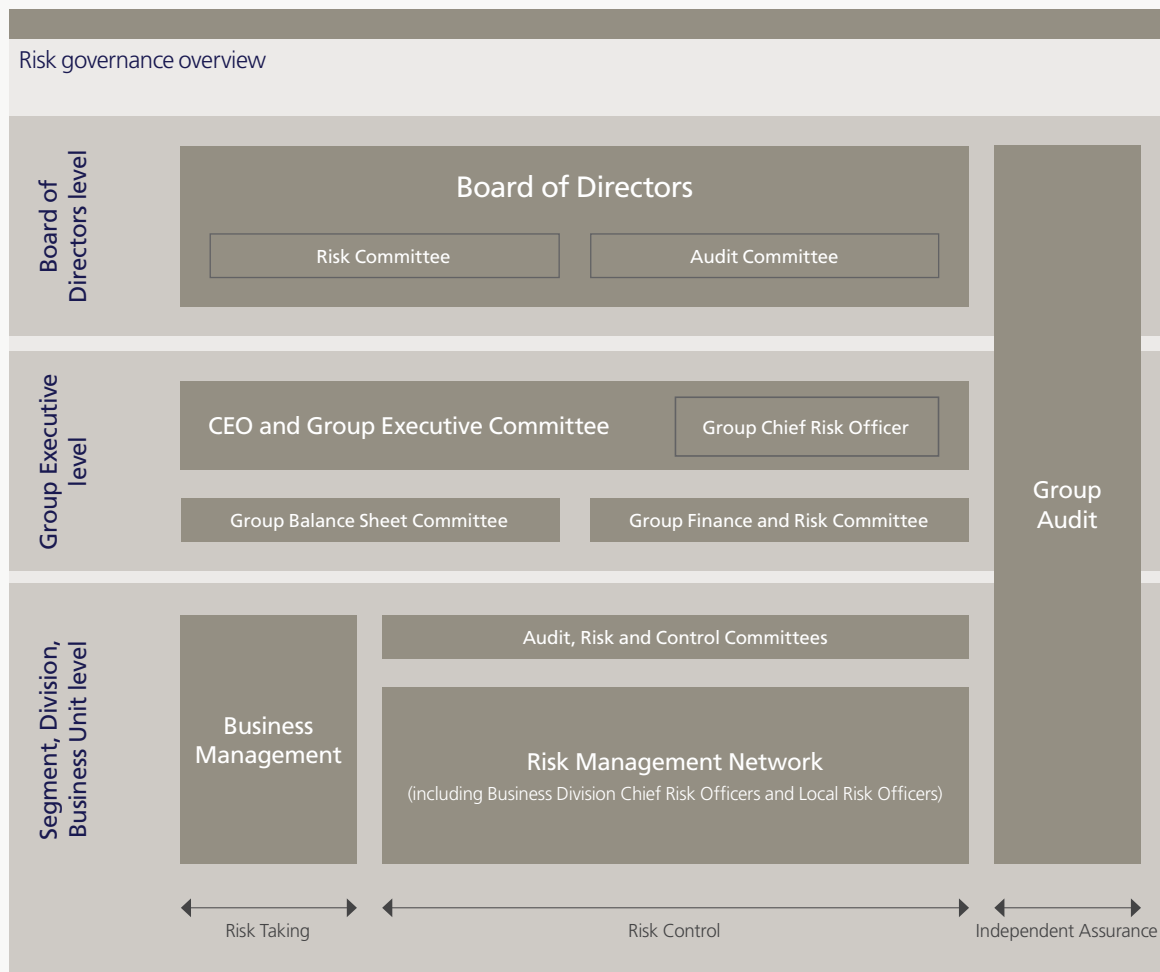 Risk governance overview
Board of
Directors level
Board of Directors
Risk Committee
Audit Committee
Group Executive
level
CEO and Group Executive Committee
Group Chief Risk Officer
Group Balance Sheet Committee
Group Finance and Risk Committee
Group
Audit
Segment, Division,
Business Unit level
Business
Management
Audit, Risk and Control Committees
Risk Management Network
(including Business Division Chief Risk Officers and Local Risk Officers)
Risk Taking
Risk Control
Independent Assurance